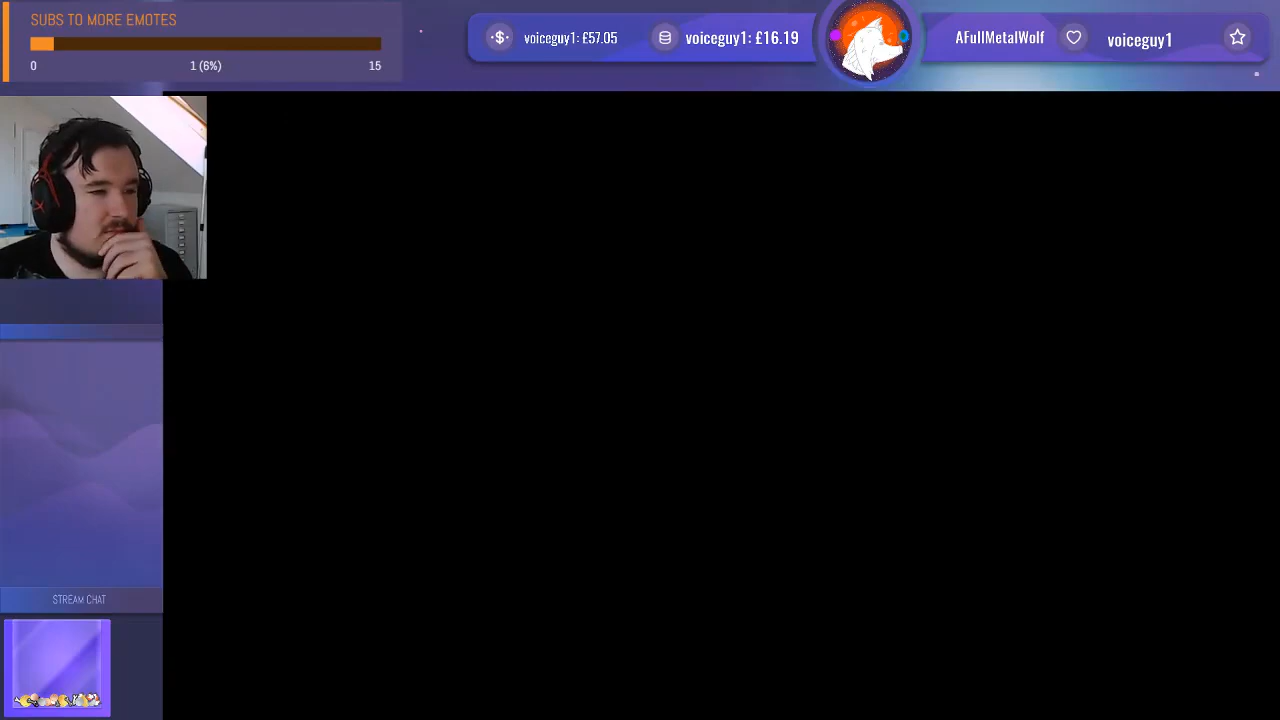 SUBS TO MORE EMOTES
0 1 (6%) 15
voiceguy1: £57.05 voiceguy1: £16.19 AFullMetalWolf voiceguy1
STREAM CHAT